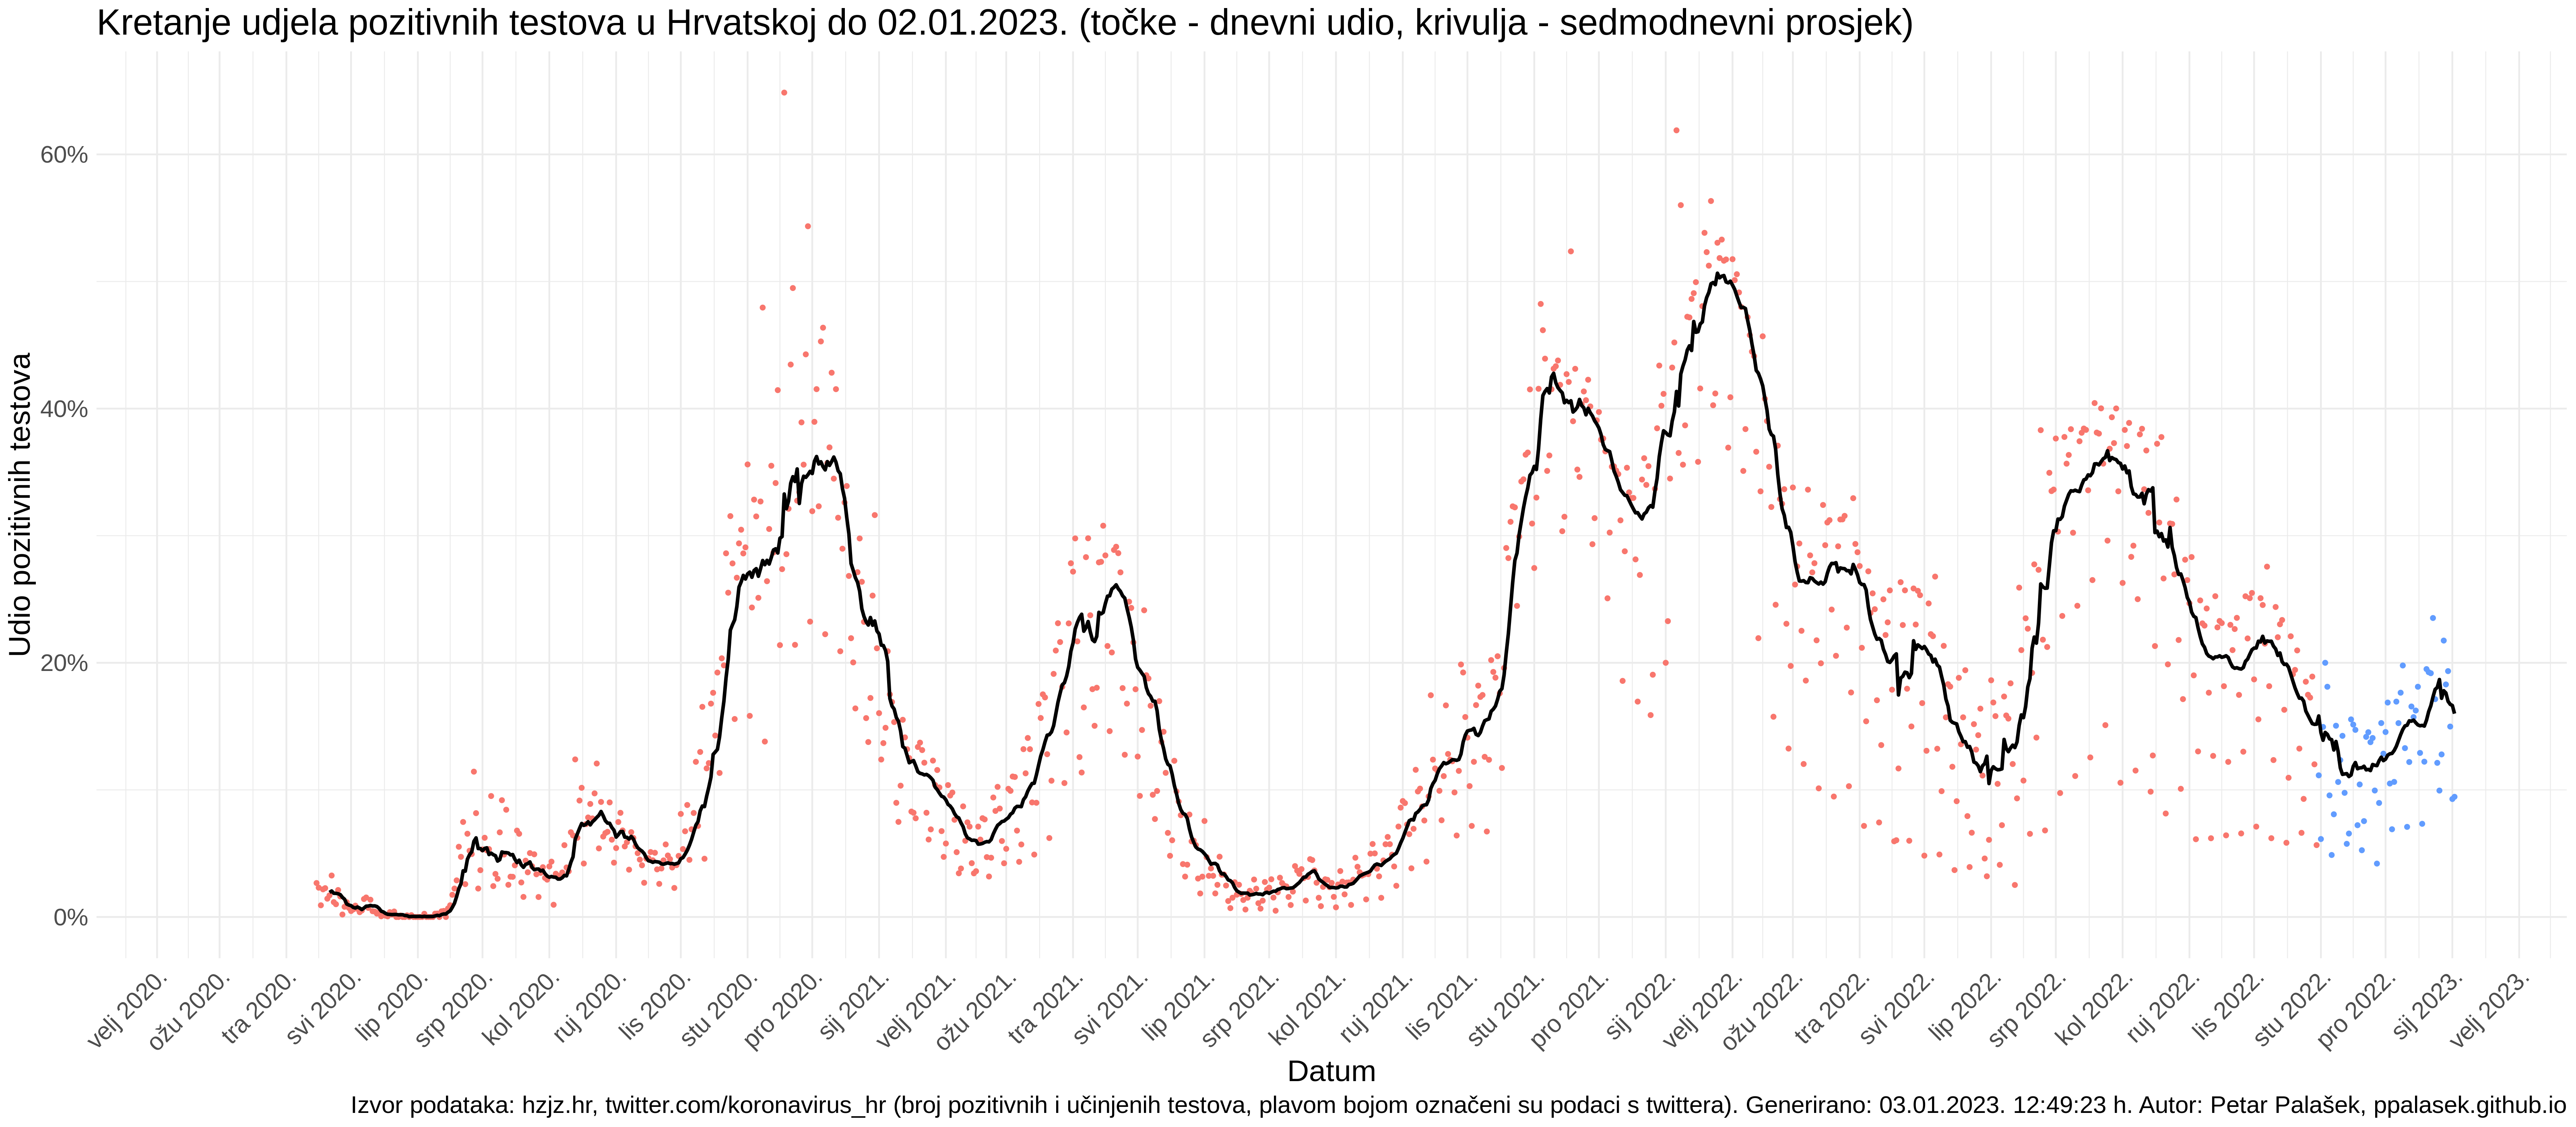 Kretanje udjela pozitivnih testova u Hrvatskoj do 02.01.2023. (točke - dnevni udio, krivulja - sedmodnevni prosjek)
Udio pozitivnih testova
60%
40%
20%
0%
velj 2020.
ožu 2020.
tra 2020.
svi 2020.
lip 2020.
srp 2020.
kol 2020.
ruj 2020.
lis 2020.
stu 2020.
pro 2020.
sij 2021.
velj 2021.
ožu 2021.
tra 2021.
svi 2021.
lip 2021.
srp 2021.
kol 2021.
ruj 2021.
lis 2021.
stu 2021.
pro 2021.
sij 2022.
velj 2022.
ožu 2022.
tra 2022.
svi 2022.
lip 2022.
srp 2022.
kol 2022.
ruj 2022.
lis 2022.
stu 2022.
pro 2022.
sij 2023.
velj 2023.
Datum
Izvor podataka: hzjz.hr, twitter.com/koronavirus_hr (broj pozitivnih i učinjenih testova, plavom bojom označeni su podaci s twittera). Generirano: 03.01.2023. 12:49:23 h. Autor: Petar Palašek, ppalasek.github.io